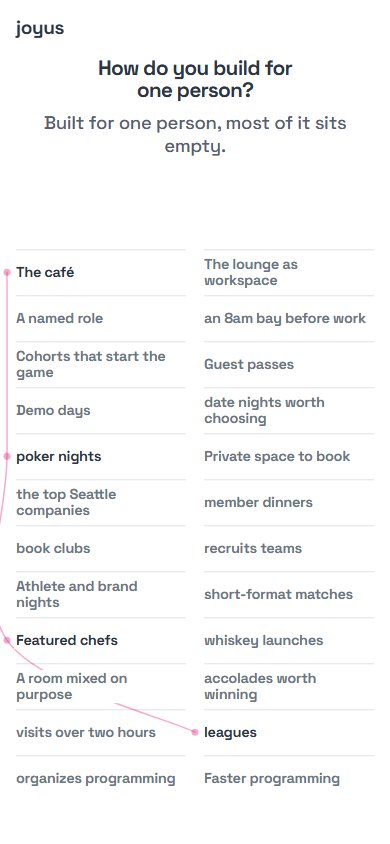 joyus
How do you build for
one person?
Built for one person, most of it sits
empty.
The café
The lounge as
workspace
A named role
an 8am bay before work
Cohorts that start the
game
Guest passes
Demo days
date nights worth
choosing
poker nights
Private space to book
the top Seattle
companies
member dinners
book clubs
recruits teams
Athlete and brand
nights
short-format matches
Featured chefs
whiskey launches
A room mixed on
purpose
accolades worth
winning
visits over two hours
leagues
organizes programming
Faster programming